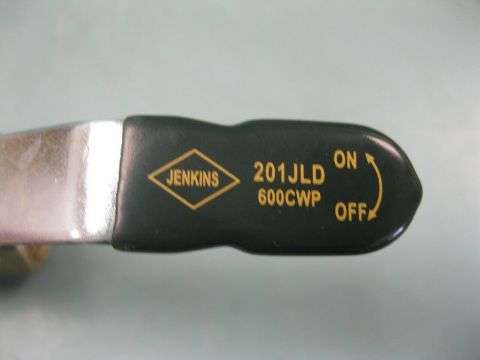 JENKINS
201JLD
600CWP
ON
OFF